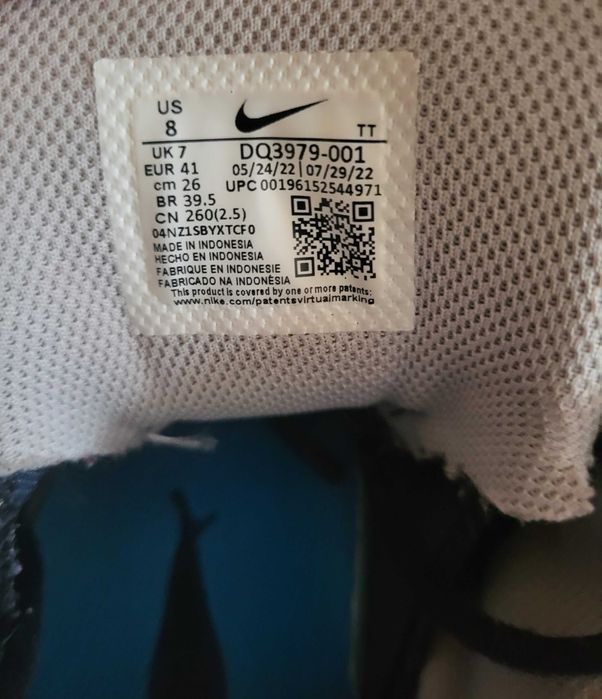 US
8
TT
UK 7
DQ3979-001
EUR 41
05/24/22 | 07/29/22
cm 26
UPC 00196152544971
BR 39.5
CN 260(2.5)
04NZ1SBYXTCF0
MADE IN INDONESIA
HECHO EN INDONESIA
FABRIQUE EN INDONESIE
FABRICADO NA INDONÈSIA
This product is covered by one or more patents:
www.nike.com/patentsvirtualmarking